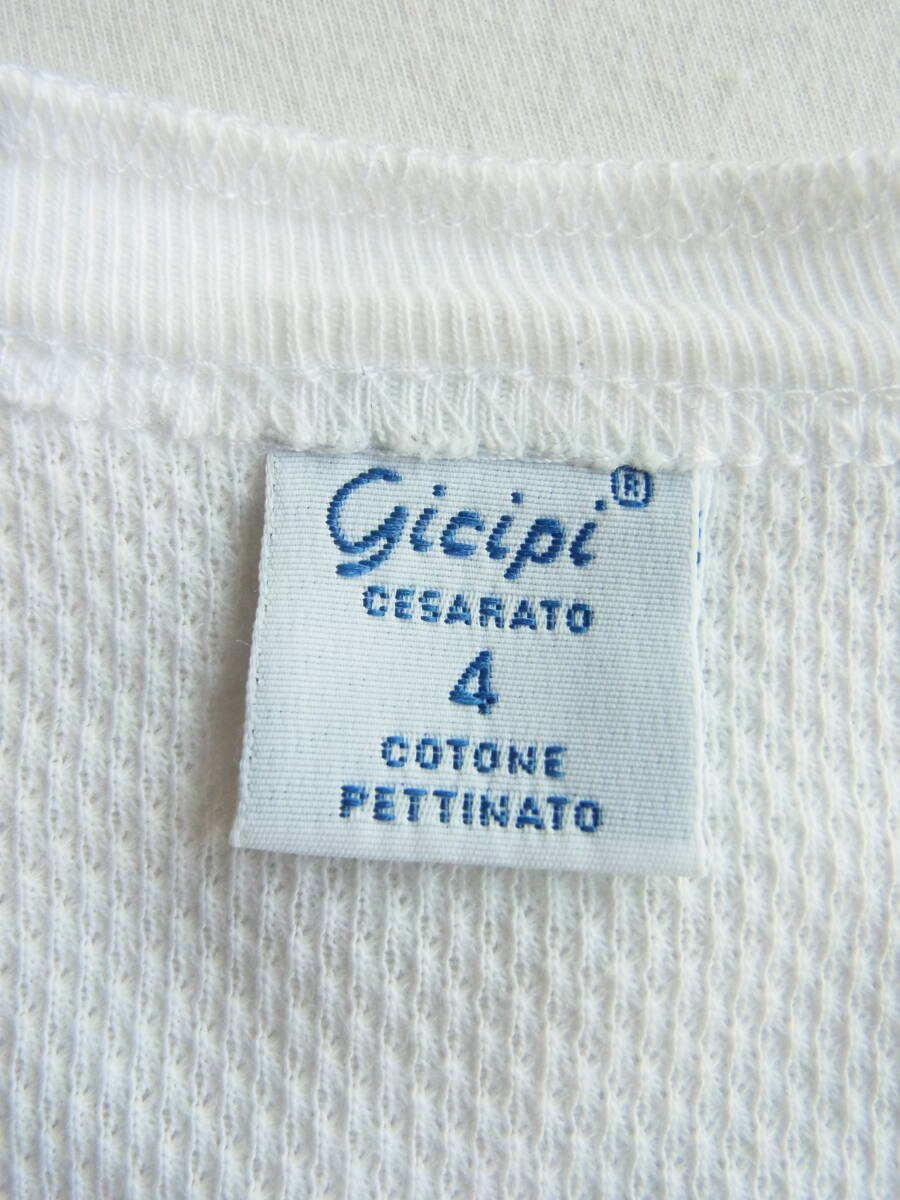 Gicipi®
CESARATO
4
COTONE
PETTINATO